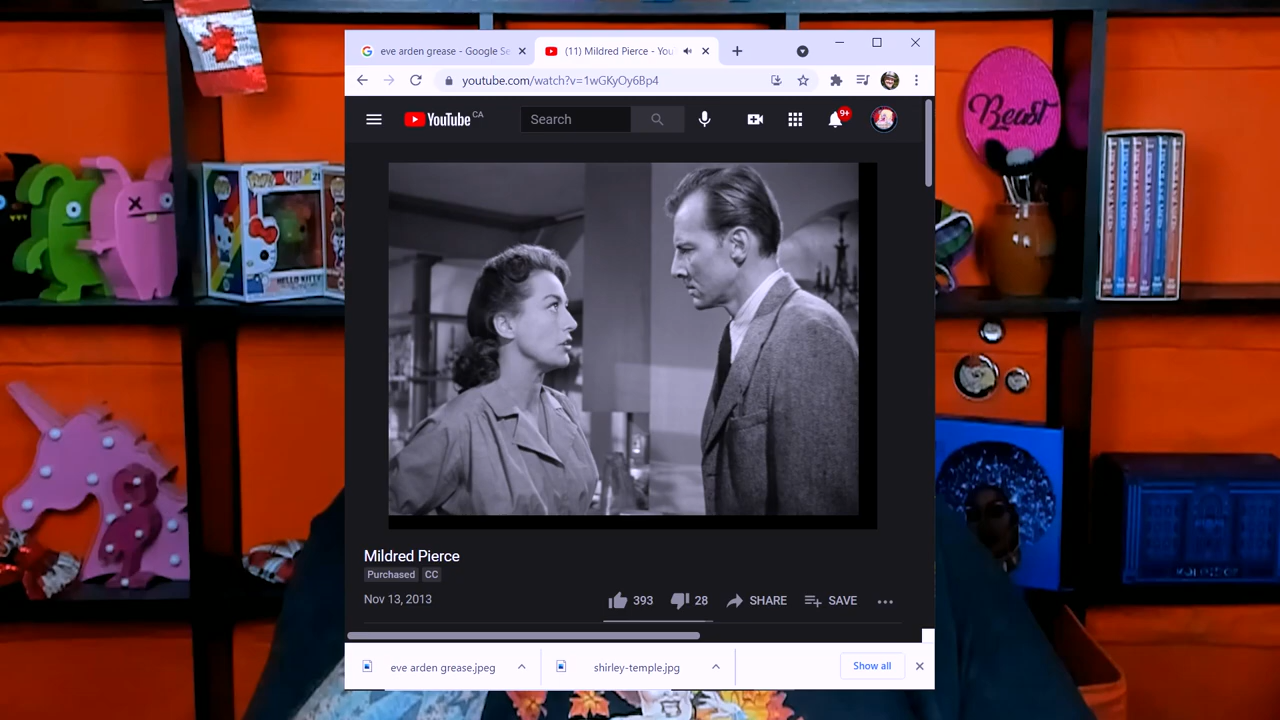 eve arden grease - Google Se
(11) Mildred Pierce - You
youtube.com/watch?v=1wGKyOy6Bp4
YouTube CA
Search
9+
Beast
HELLO KITTY
Mildred Pierce
Purchased
CC
Nov 13, 2013
393
28
SHARE
SAVE
eve arden grease.jpeg
shirley-temple.jpg
Show all